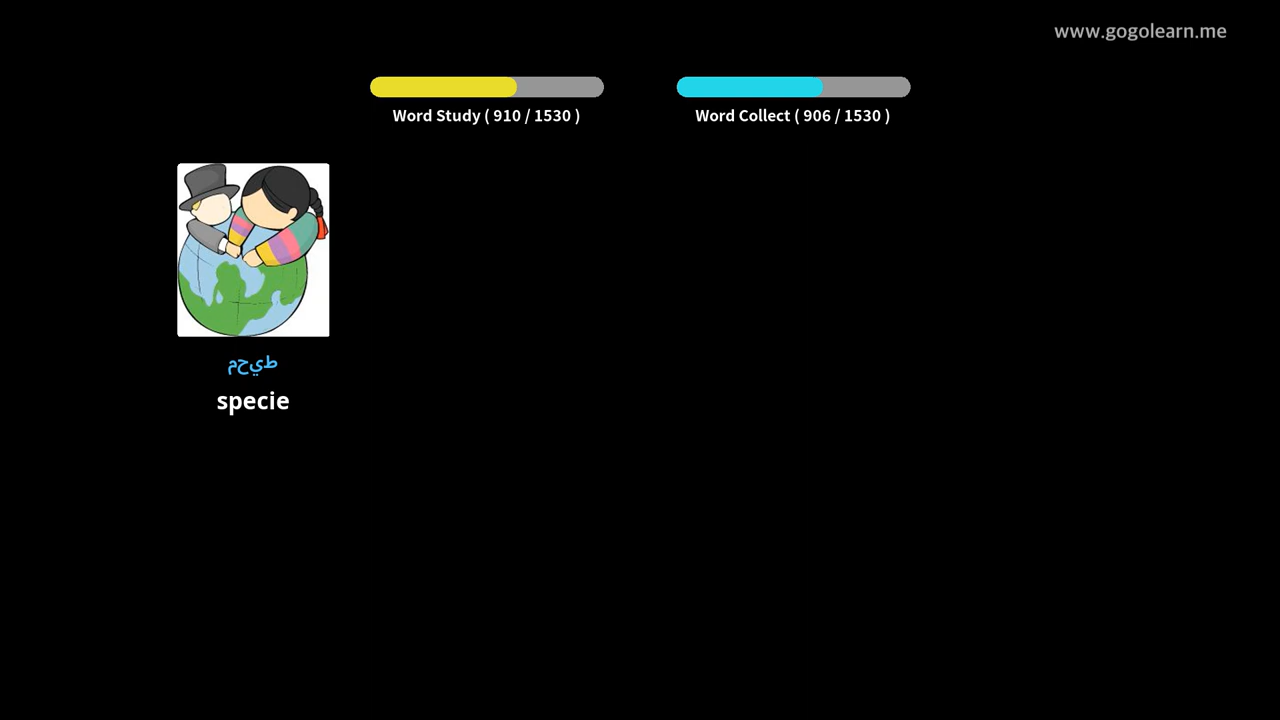 www.gogolearn.me
Word Study ( 910 / 1530 )
Word Collect ( 906 / 1530 )
طيحم
specie